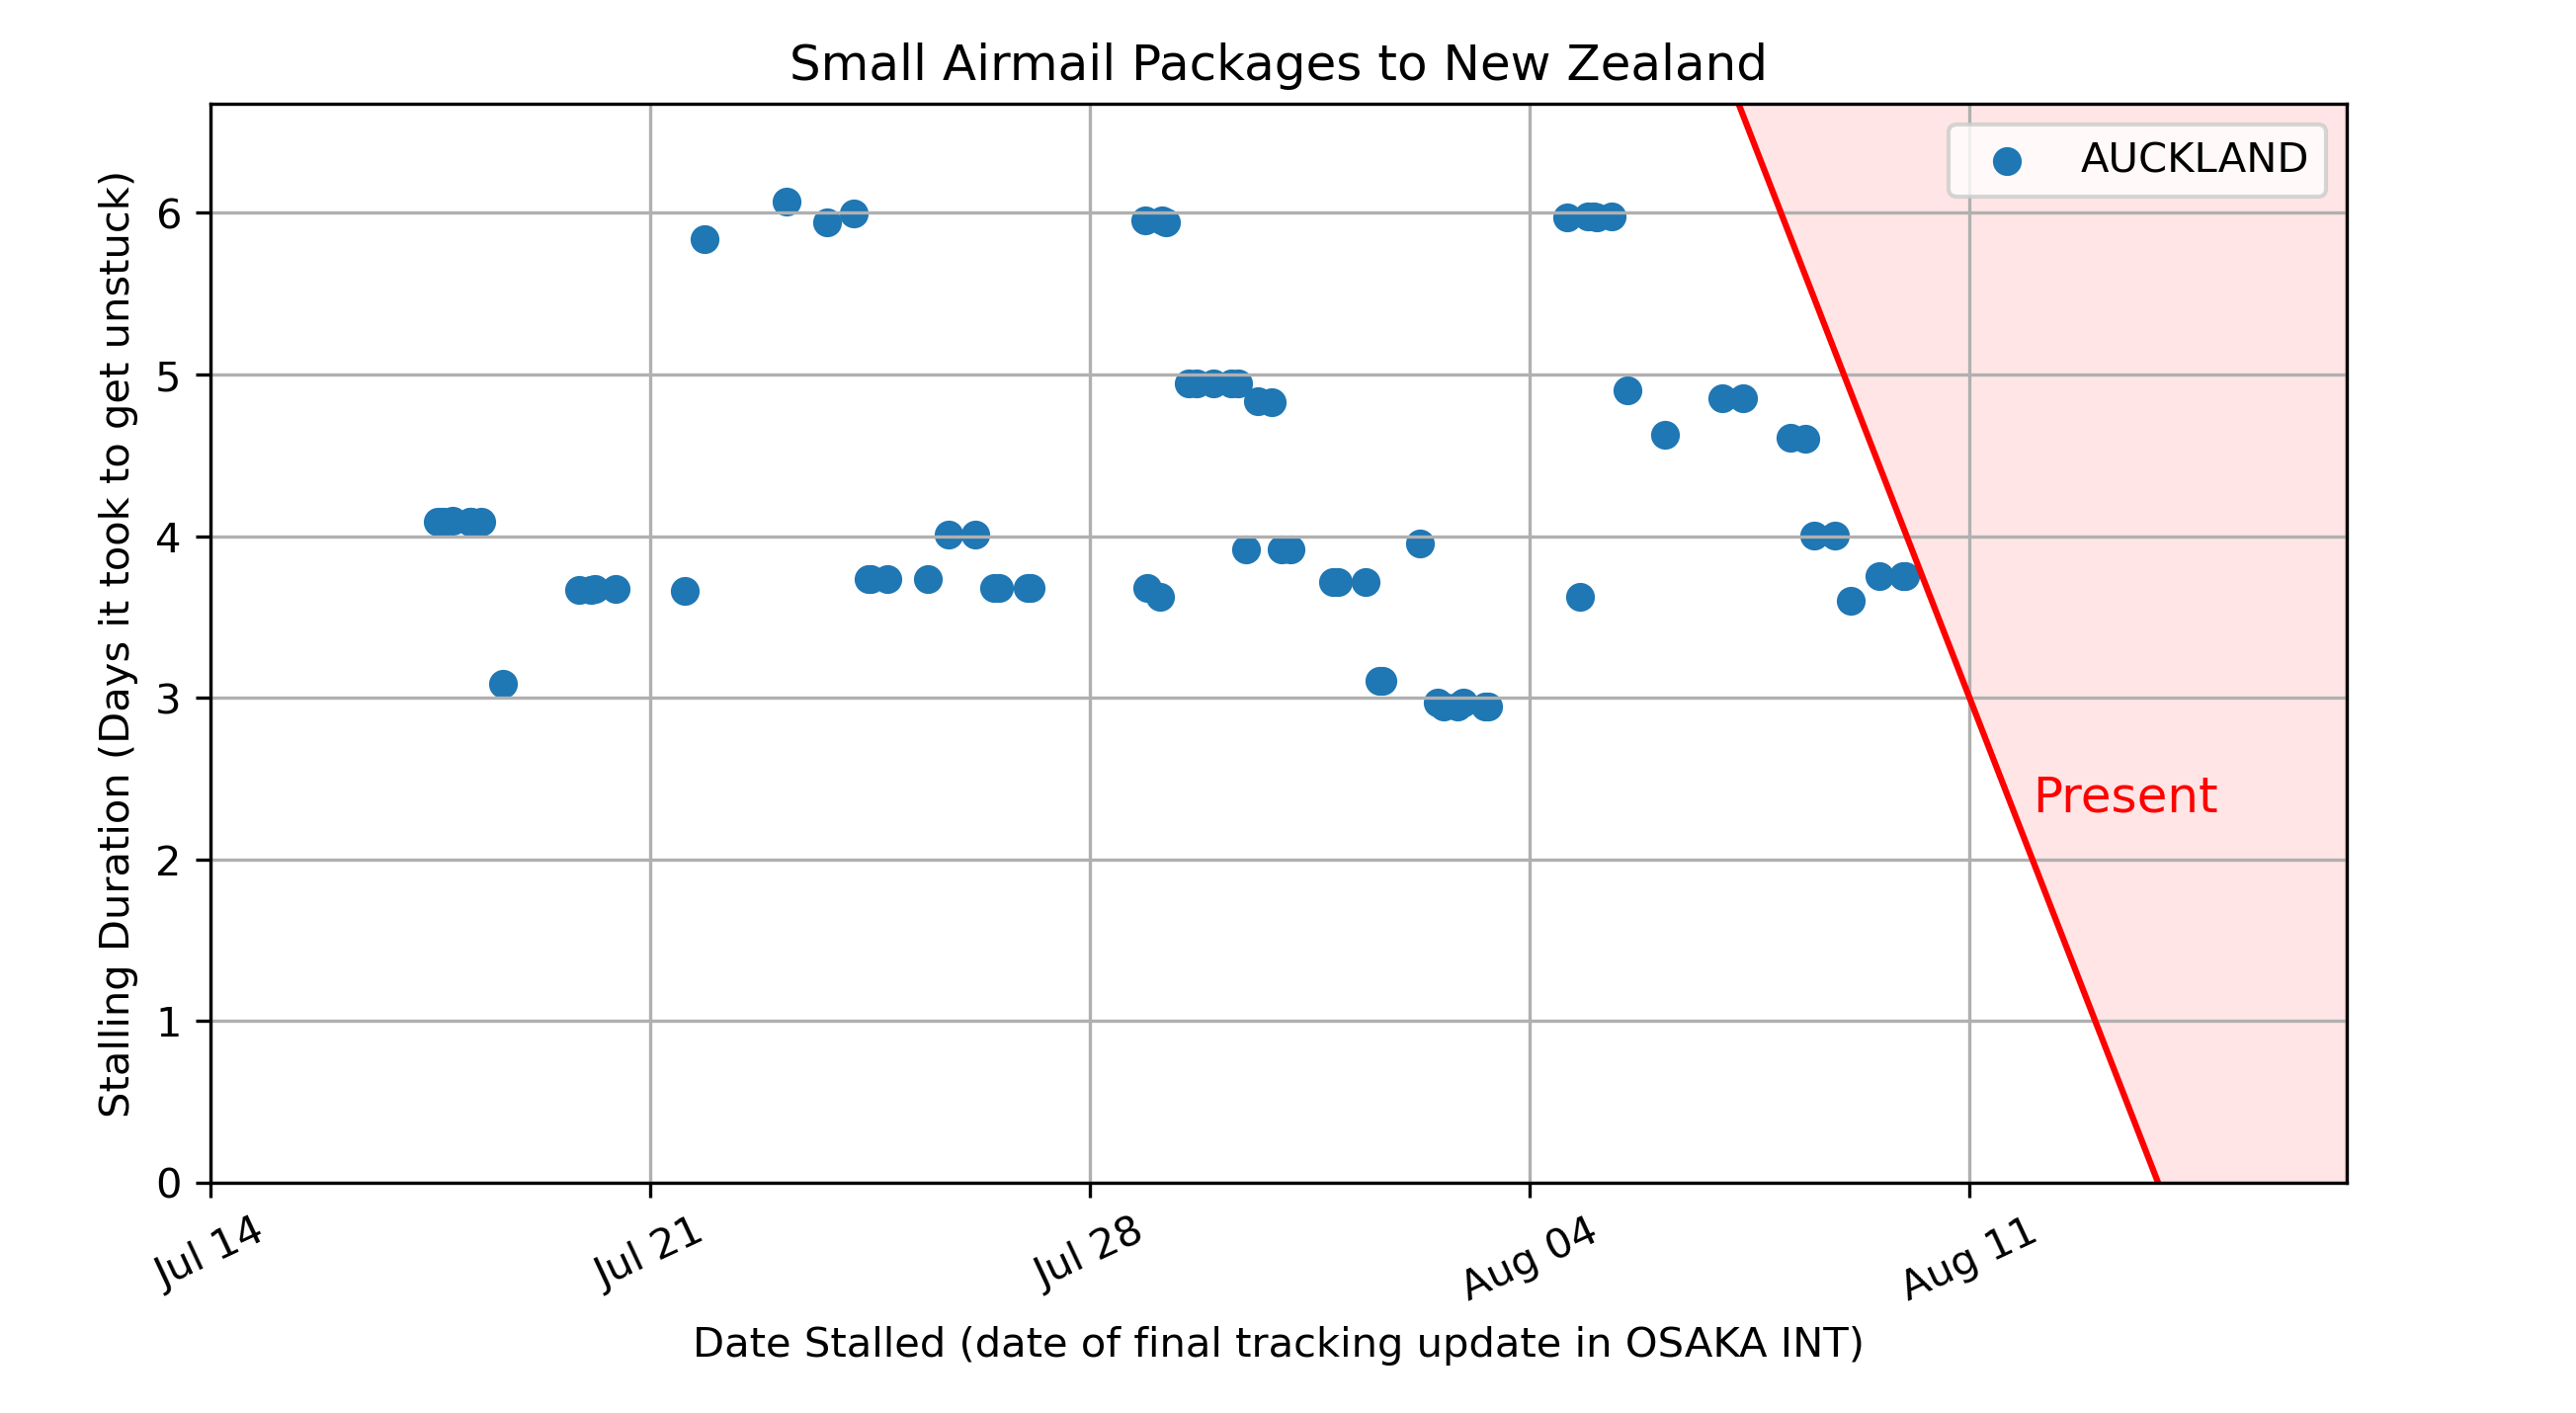 Small Airmail Packages to New Zealand
AUCKLAND
Stalling Duration (Days it took to get unstuck)
6
5
4
3
2
1
0
Present
Jul 14
Jul 21
Jul 28
Aug 04
Aug 11
Date Stalled (date of final tracking update in OSAKA INT)